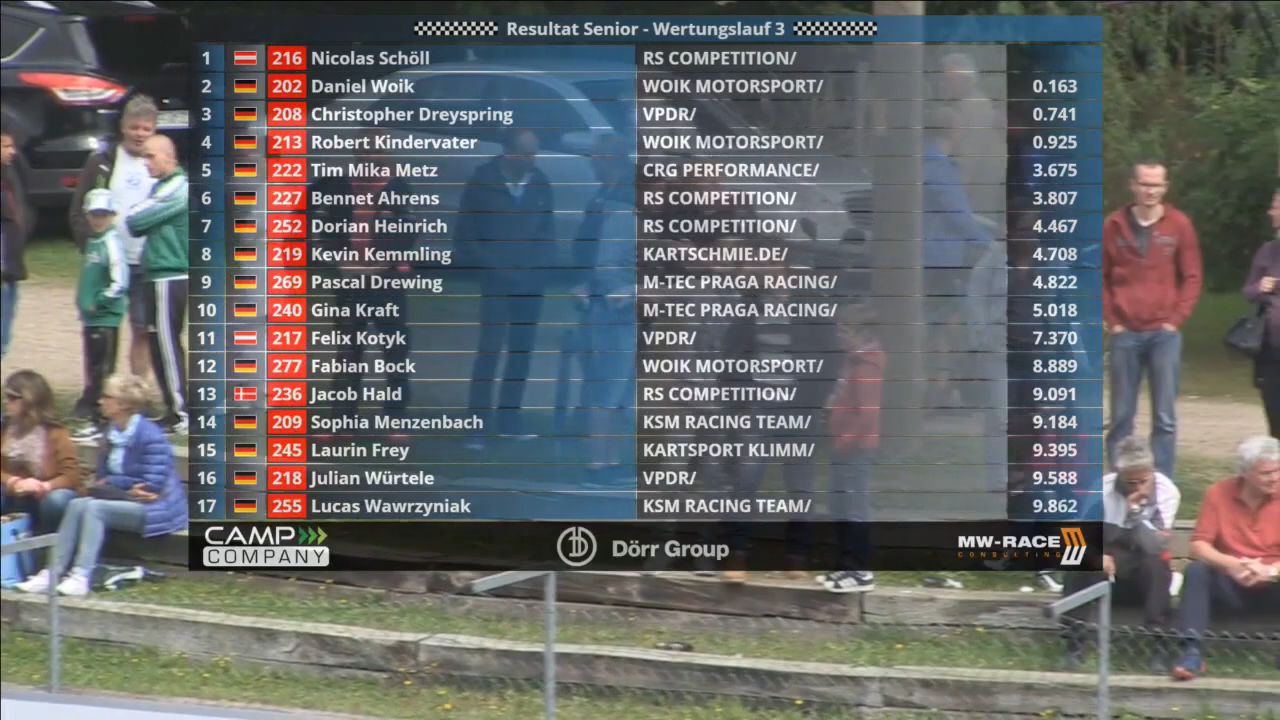 Resultat Senior - Wertungslauf 3
1 216 Nicolas Schöll RS COMPETITION/
2 202 Daniel Woik WOIK MOTORSPORT/ 0.163
3 208 Christopher Dreyspring VPDR/ 0.741
4 213 Robert Kindervater WOIK MOTORSPORT/ 0.925
5 222 Tim Mika Metz CRG PERFORMANCE/ 3.675
6 227 Bennet Ahrens RS COMPETITION/ 3.807
7 252 Dorian Heinrich RS COMPETITION/ 4.467
8 219 Kevin Kemmling KARTSCHMIE.DE/ 4.708
9 269 Pascal Drewing M-TEC PRAGA RACING/ 4.822
10 240 Gina Kraft M-TEC PRAGA RACING/ 5.018
11 217 Felix Kotyk VPDR/ 7.370
12 277 Fabian Bock WOIK MOTORSPORT/ 8.889
13 236 Jacob Hald RS COMPETITION/ 9.091
14 209 Sophia Menzenbach KSM RACING TEAM/ 9.184
15 245 Laurin Frey KARTSPORT KLIMM/ 9.395
16 218 Julian Würtele VPDR/ 9.588
17 255 Lucas Wawrzyniak KSM RACING TEAM/ 9.862
CAMP
COMPANY
Dörr Group
MW-RACE
CONSULTING